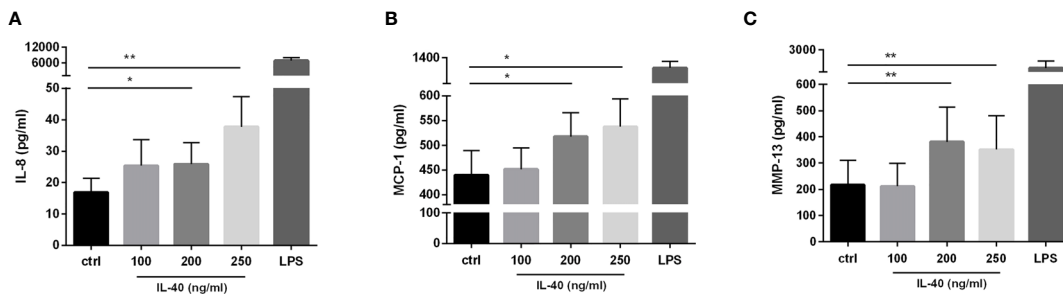 A
IL-8 (pg/ml)
12000
6000
50
40
30
20
10
0
**
*
ctrl 100 200 250 LPS
IL-40 (ng/ml)
B
MCP-1 (pg/ml)
1400
600
550
500
450
400
100
0
*
*
ctrl 100 200 250 LPS
IL-40 (ng/ml)
C
MMP-13 (pg/ml)
3000
600
500
400
300
200
100
0
**
**
ctrl 100 200 250 LPS
IL-40 (ng/ml)